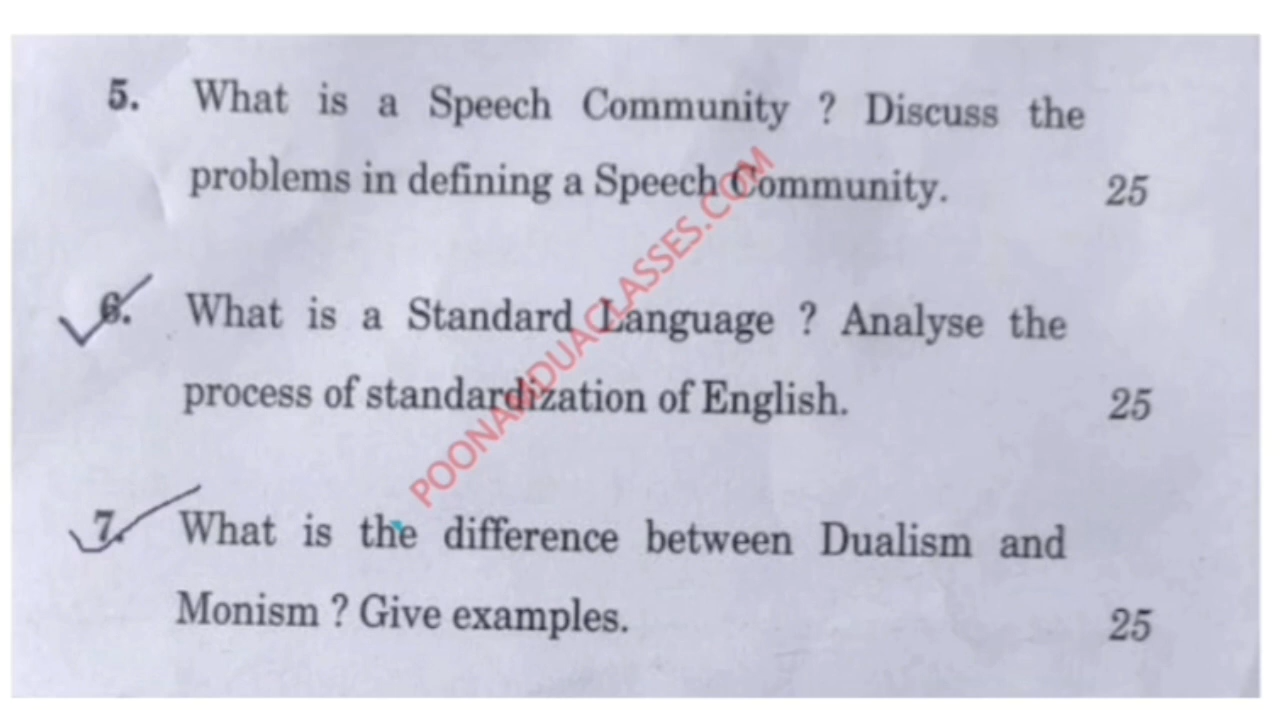 5. What is a Speech Community ? Discuss the
problems in defining a Speech Community. 25
6. What is a Standard Language ? Analyse the
process of standardization of English. 25
7. What is the difference between Dualism and
Monism ? Give examples. 25
POONAMDUACLASSES.COM